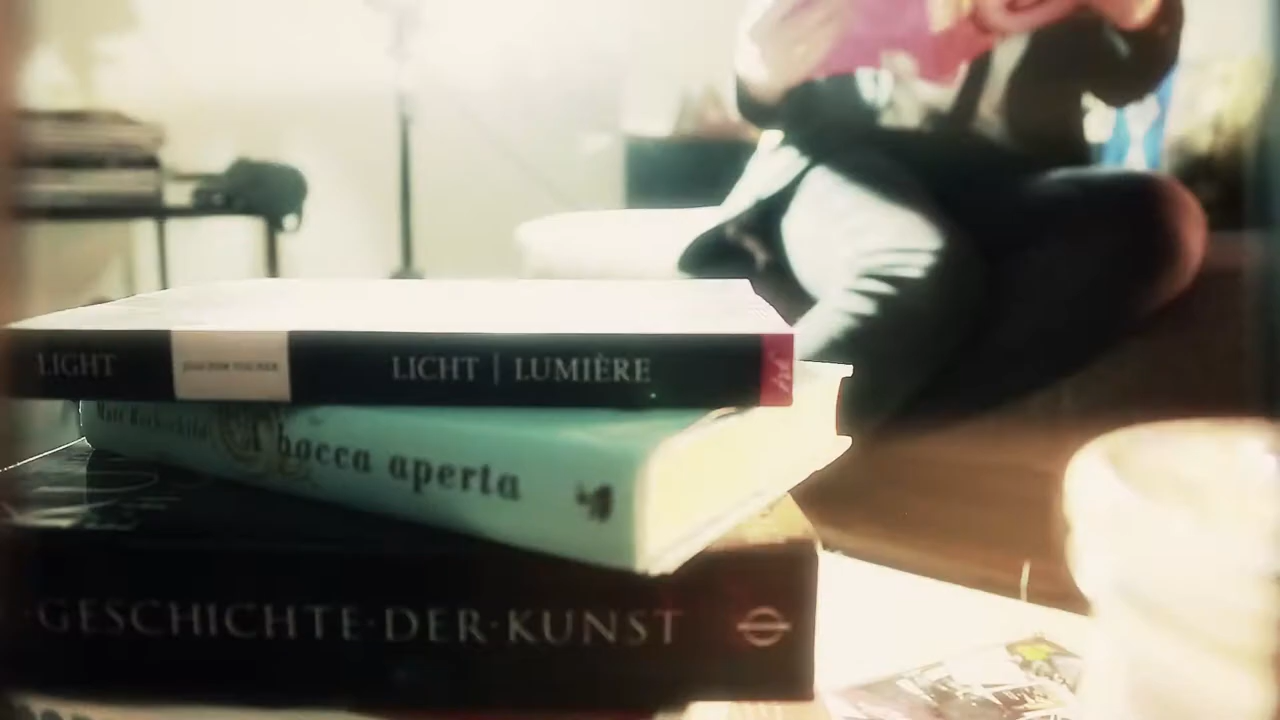 LIGHT LICHT | LUMIÈRE
A bocca aperta
GESCHICHTE·DER·KUNST